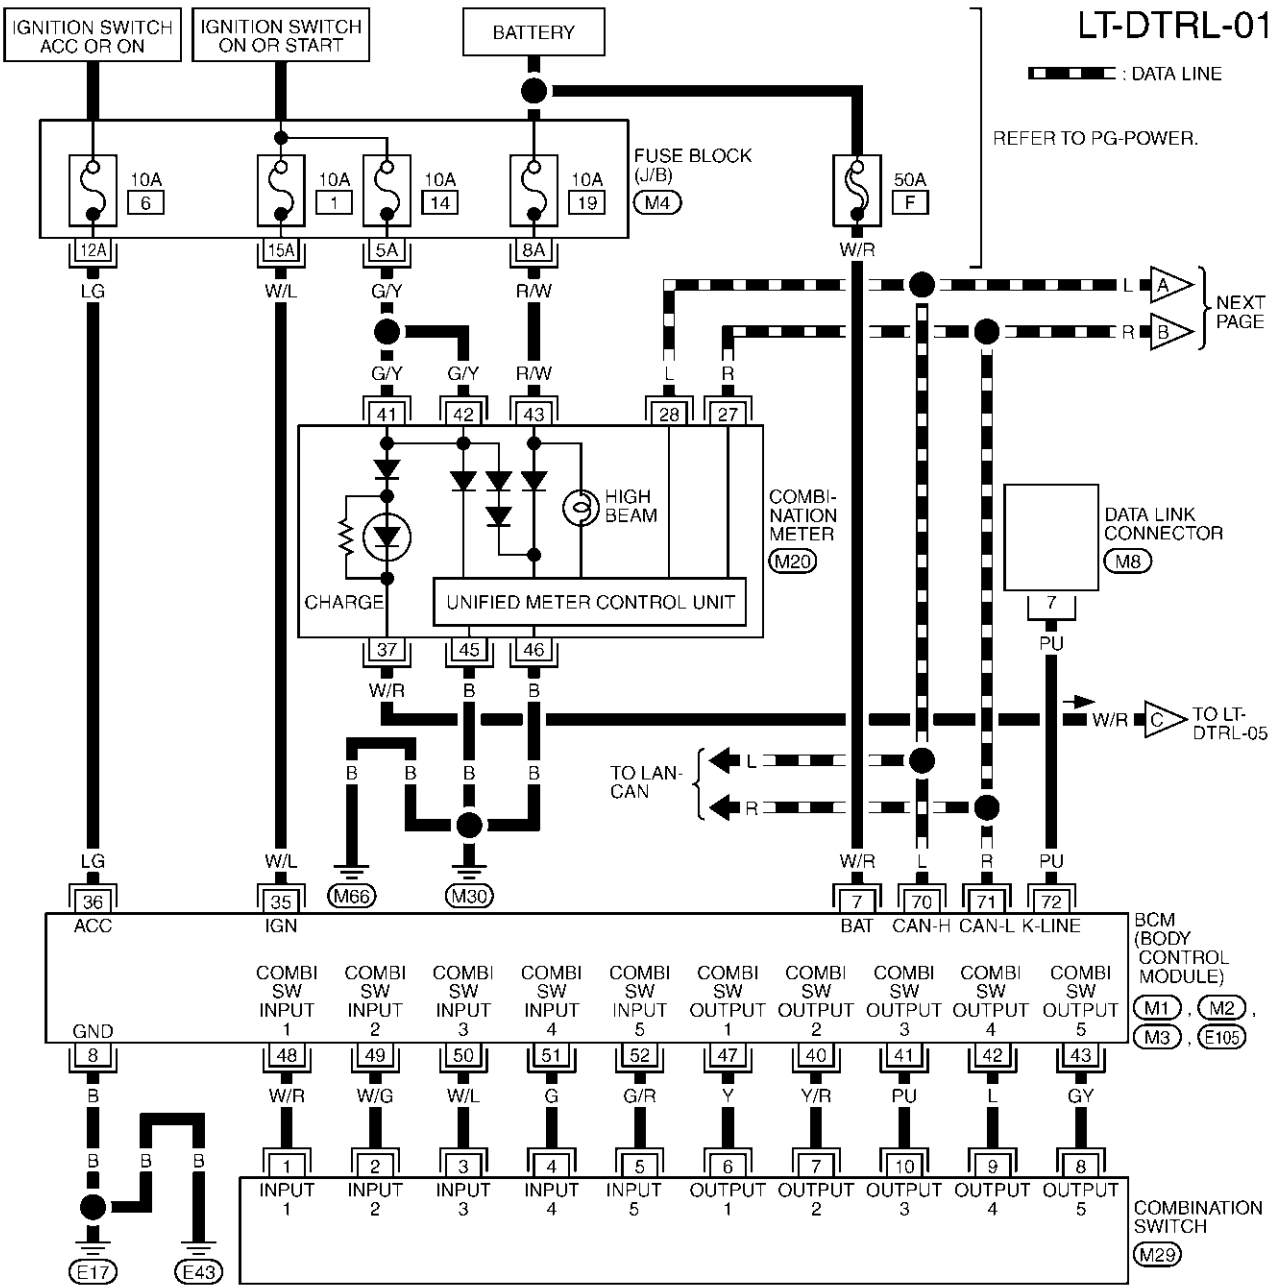 LT-DTRL-01
IGNITION SWITCH
ACC OR ON
IGNITION SWITCH
ON OR START
BATTERY
: DATA LINE
REFER TO PG-POWER.
FUSE BLOCK
(J/B)
M4
10A
6
10A
1
10A
14
10A
19
50A
F
12A
15A
5A
8A
W/R
LG
W/L
G/Y
R/W
L
A
R
B
NEXT
PAGE
G/Y
G/Y
R/W
L
R
41
42
43
28
27
HIGH
BEAM
COMBI-
NATION
METER
M20
DATA LINK
CONNECTOR
M8
CHARGE
UNIFIED METER CONTROL UNIT
7
PU
37
45
46
W/R
B
B
W/R
C
TO LT-
DTRL-05
TO LAN-
CAN
L
R
B
B
B
B
LG
W/L
W/R
L
R
PU
M66
M30
36
35
7
70
71
72
ACC
IGN
BAT
CAN-H
CAN-L
K-LINE
BCM
(BODY
CONTROL
MODULE)
M1 , M2 ,
M3 , E105
COMBI
SW
INPUT
1
COMBI
SW
INPUT
2
COMBI
SW
INPUT
3
COMBI
SW
INPUT
4
COMBI
SW
INPUT
5
COMBI
SW
OUTPUT
1
COMBI
SW
OUTPUT
2
COMBI
SW
OUTPUT
3
COMBI
SW
OUTPUT
4
COMBI
SW
OUTPUT
5
GND
8
48
49
50
51
52
47
40
41
42
43
B
W/R
W/G
W/L
G
G/R
Y
Y/R
PU
L
GY
B
B
B
1
2
3
4
5
6
7
10
9
8
INPUT
1
INPUT
2
INPUT
3
INPUT
4
INPUT
5
OUTPUT
1
OUTPUT
2
OUTPUT
3
OUTPUT
4
OUTPUT
5
COMBINATION
SWITCH
M29
E17
E43